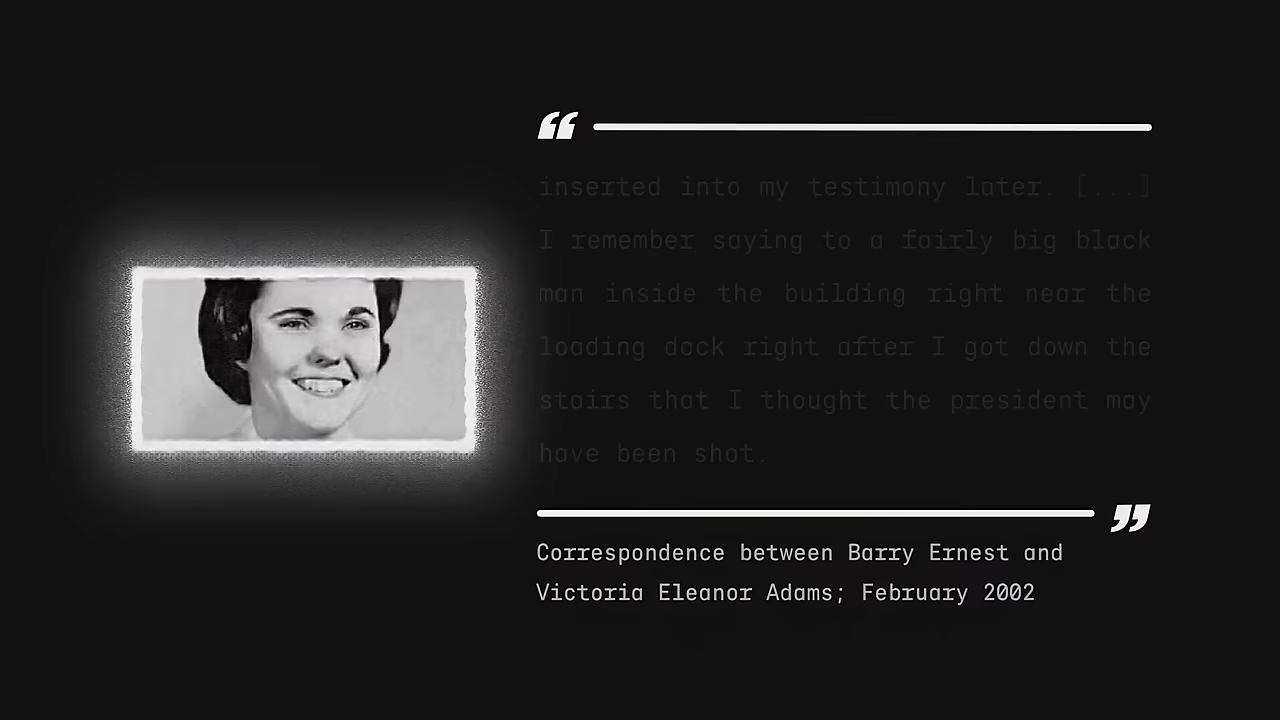 “
inserted into my testimony later. [...]
I remember saying to a fairly big black
man inside the building right near the
loading dock right after I got down the
stairs that I thought the president may
have been shot.
”
Correspondence between Barry Ernest and
Victoria Eleanor Adams; February 2002